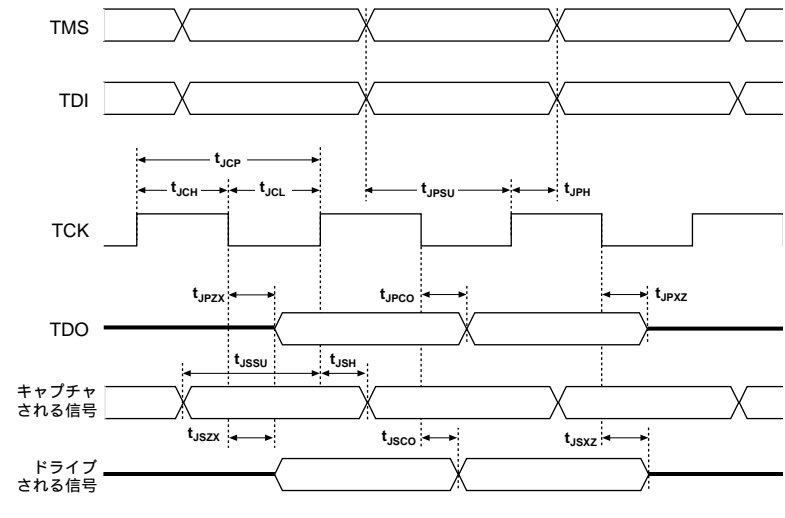 TMS
TDI
tJCP
tJCH
tJCL
tJPSU
tJPH
TCK
tJPZX
tJPCO
tJPXZ
TDO
tJSSU
tJSH
キャプチャ
される信号
tJSZX
tJSCO
tJSXZ
ドライブ
される信号